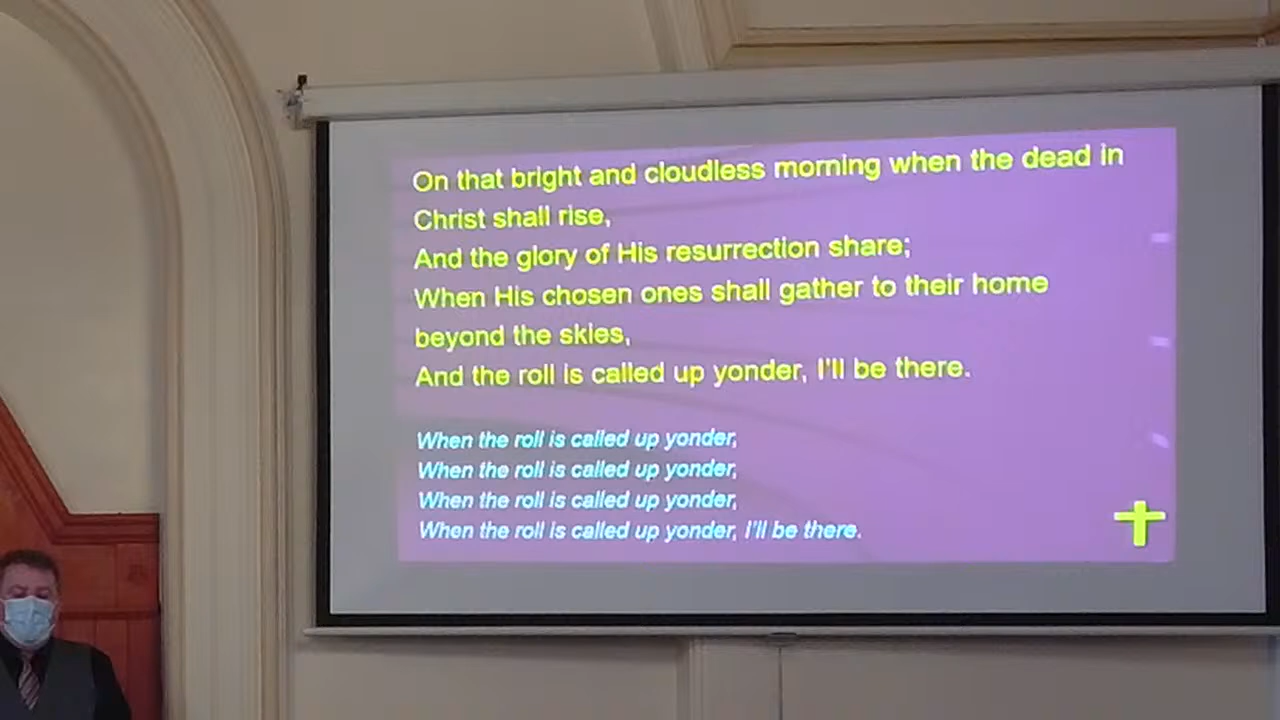 On that bright and cloudless morning when the dead in
Christ shall rise,
And the glory of His resurrection share;
When His chosen ones shall gather to their home
beyond the skies,
And the roll is called up yonder, I'll be there.
When the roll is called up yonder,
When the roll is called up yonder,
When the roll is called up yonder,
When the roll is called up yonder, I'll be there.